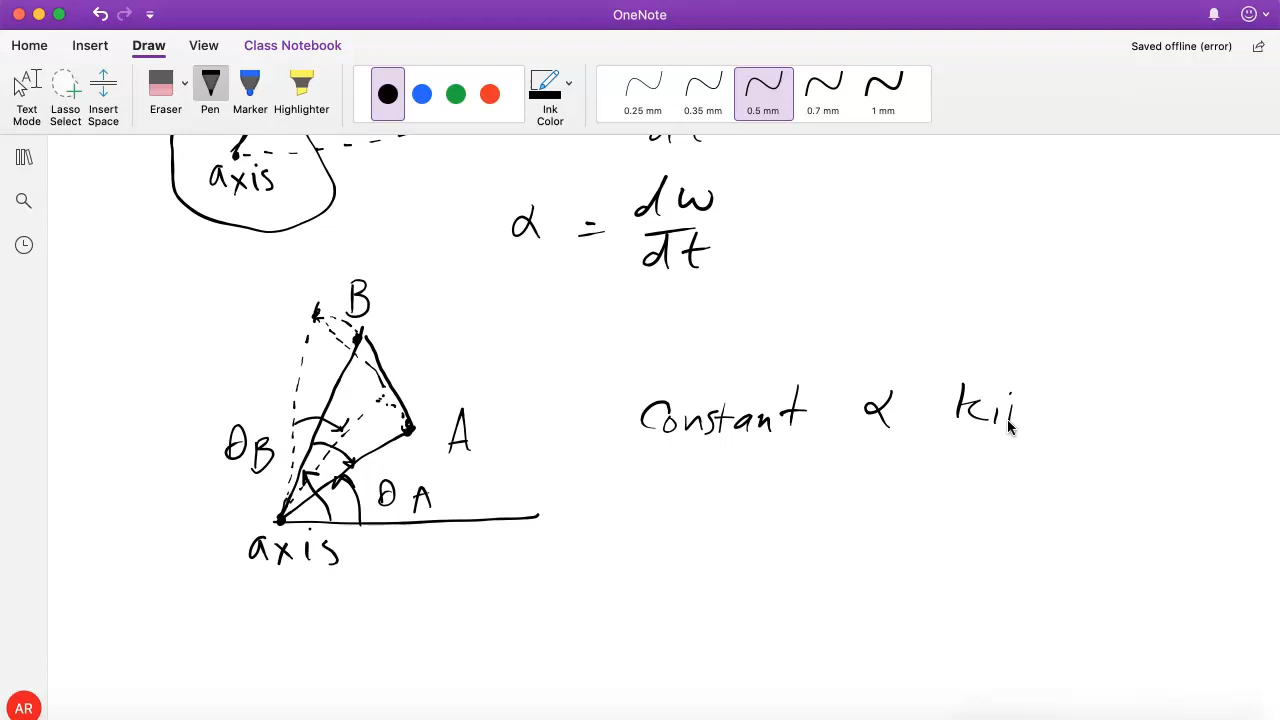 OneNote
Home Insert Draw View Class Notebook
Saved offline (error)
Text Mode
Lasso Select
Insert Space
Eraser
Pen
Marker
Highlighter
Ink Color
0.25 mm
0.35 mm
0.5 mm
0.7 mm
1 mm
axis
α = dω
dt
B
A
θB
θA
axis
Constant α
AR